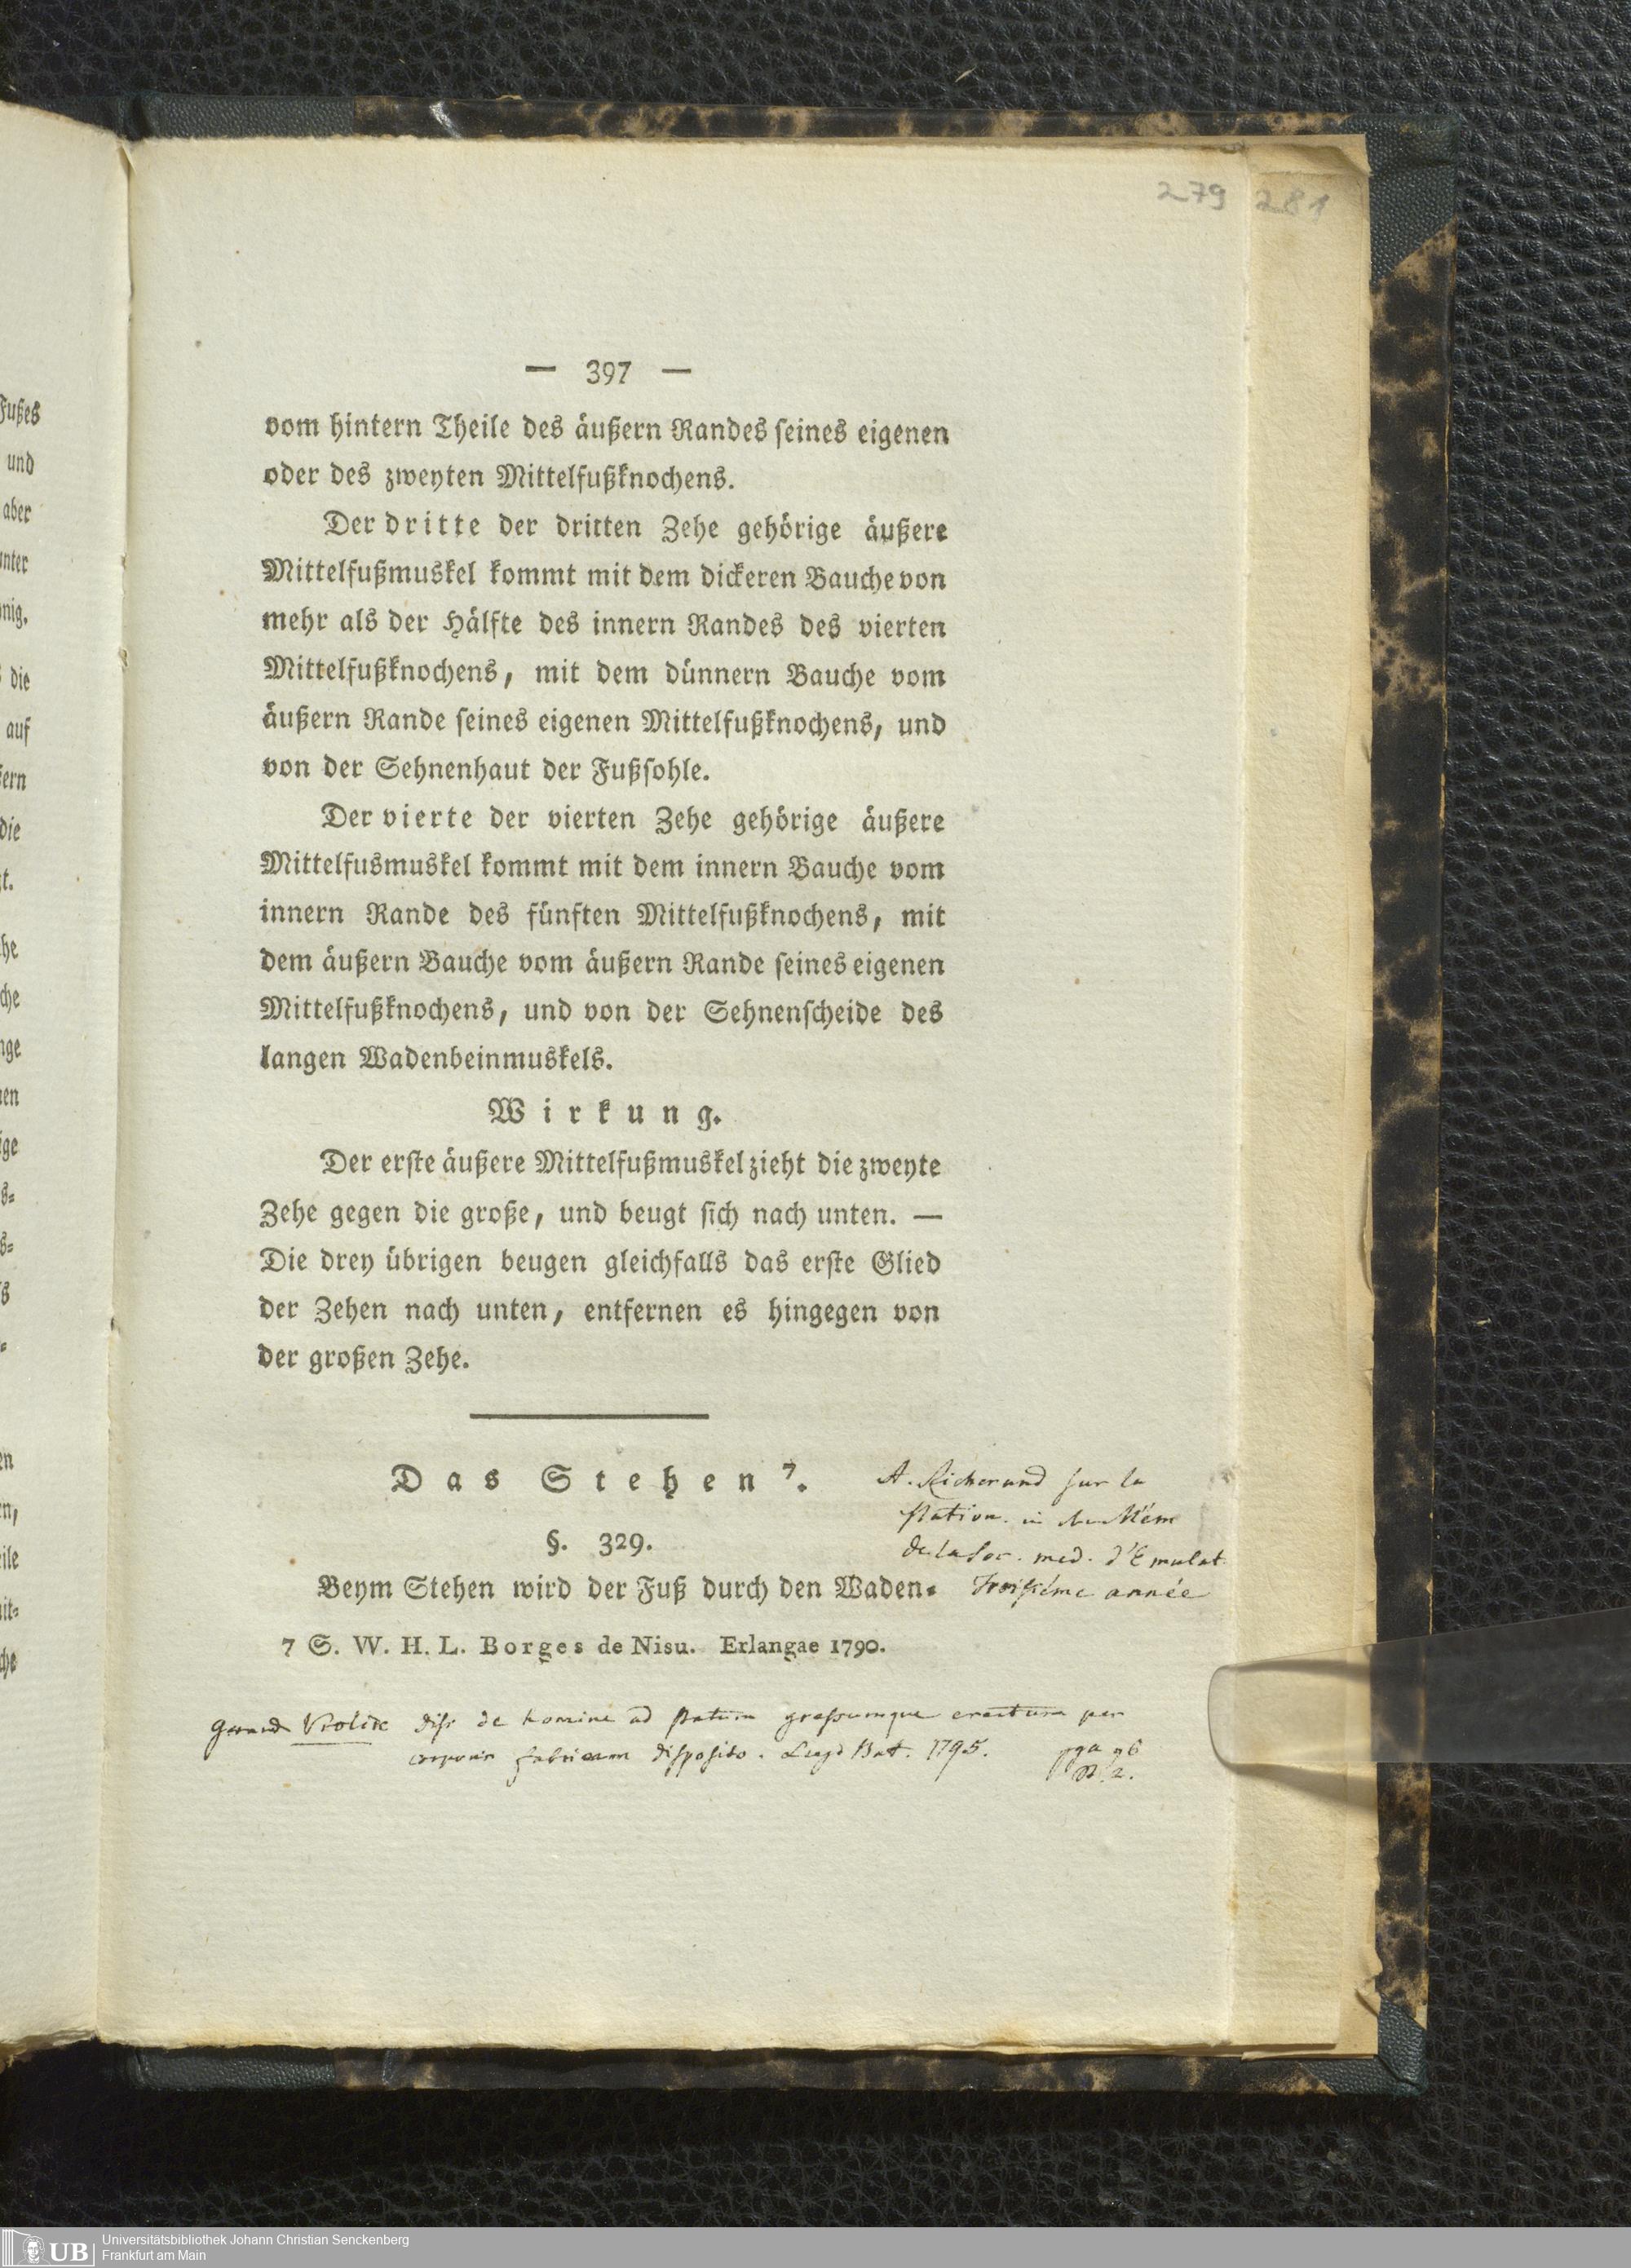 279 281
— 397 —
vom hintern Theile des äußern Randes seines eigenen
oder des zweyten Mittelfußknochens.
Der dritte der dritten Zehe gehörige äußere
Mittelfußmuskel kommt mit dem dickeren Bauche von
mehr als der Hälfte des innern Randes des vierten
Mittelfußknochens, mit dem dünnern Bauche vom
äußern Rande seines eigenen Mittelfußknochens, und
von der Sehnenhaut der Fußsohle.
Der vierte der vierten Zehe gehörige äußere
Mittelfusmuskel kommt mit dem innern Bauche vom
innern Rande des fünften Mittelfußknochens, mit
dem äußern Bauche vom äußern Rande seines eigenen
Mittelfußknochens, und von der Sehnenscheide des
langen Wadenbeinmuskels.
Wirkung.
Der erste äußere Mittelfußmuskel zieht die zweyte
Zehe gegen die große, und beugt sich nach unten. —
Die drey übrigen beugen gleichfalls das erste Glied
der Zehen nach unten, entfernen es hingegen von
der großen Zehe.
Das Stehen 7.
A. Richerand sur la
station. in Mém
de la Soc. med. d'Emulat.
Troisiéme année
§. 329.
Beym Stehen wird der Fuß durch den Waden-
7 S. W. H. L. Borges de Nisu. Erlangae 1790.
Vrolik diss de homine ad statum gressumque erectum per
corporis fabricam disposito. Lugd Bat. 1795.
Fußes
und
aber
die
auf
UB Universitätsbibliothek Johann Christian Senckenberg
Frankfurt am Main